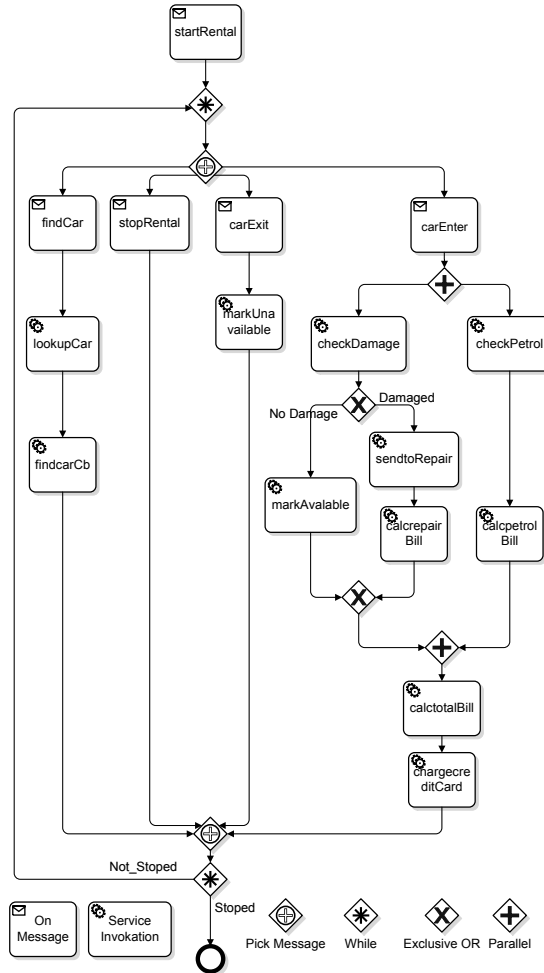 startRental
findCar
stopRental
carExit
carEnter
markUna
vailable
lookupCar
checkDamage
checkPetrol
No Damage
Damaged
findcarCb
sendtoRepair
markAvalable
calcrepair
Bill
calcpetrol
Bill
calctotalBill
chargecre
ditCard
Not_Stoped
Stoped
On
Message
Service
Invokation
Pick Message
While
Exclusive OR
Parallel